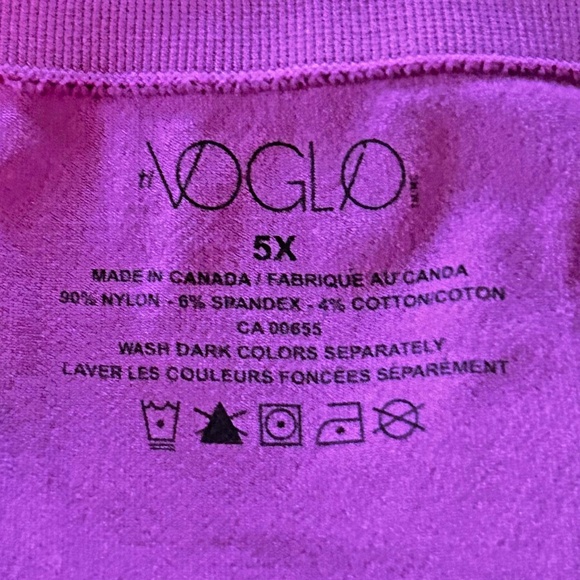 VOGLO
5X
MADE IN CANADA / FABRIQUE AU CANDA
90% NYLON - 6% SPANDEX - 4% COTTON/COTON
CA 00655
WASH DARK COLORS SEPARATELY
LAVER LES COULEURS FONCÉES SÉPARÉMENT